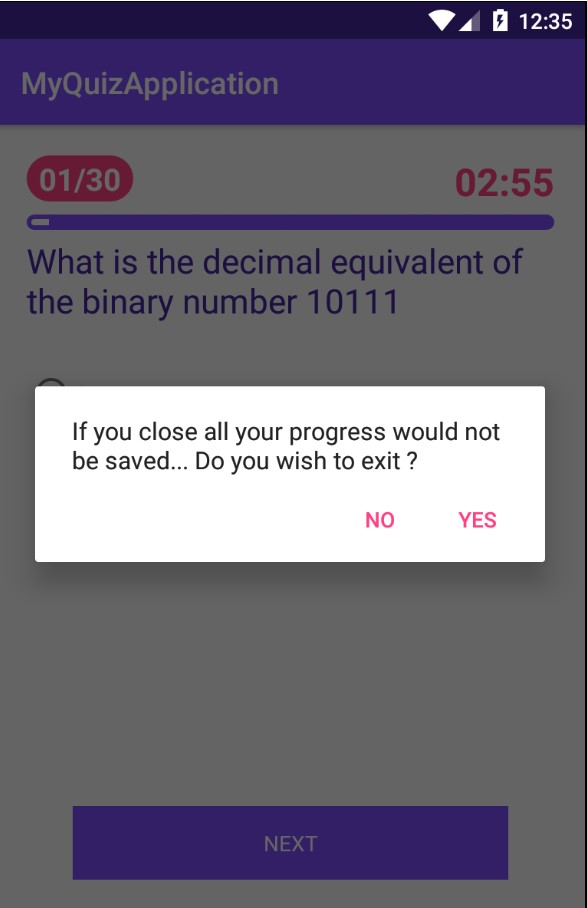 12:35
MyQuizApplication
01/30 02:55
What is the decimal equivalent of
the binary number 10111
If you close all your progress would not
be saved... Do you wish to exit ?
NO YES
NEXT